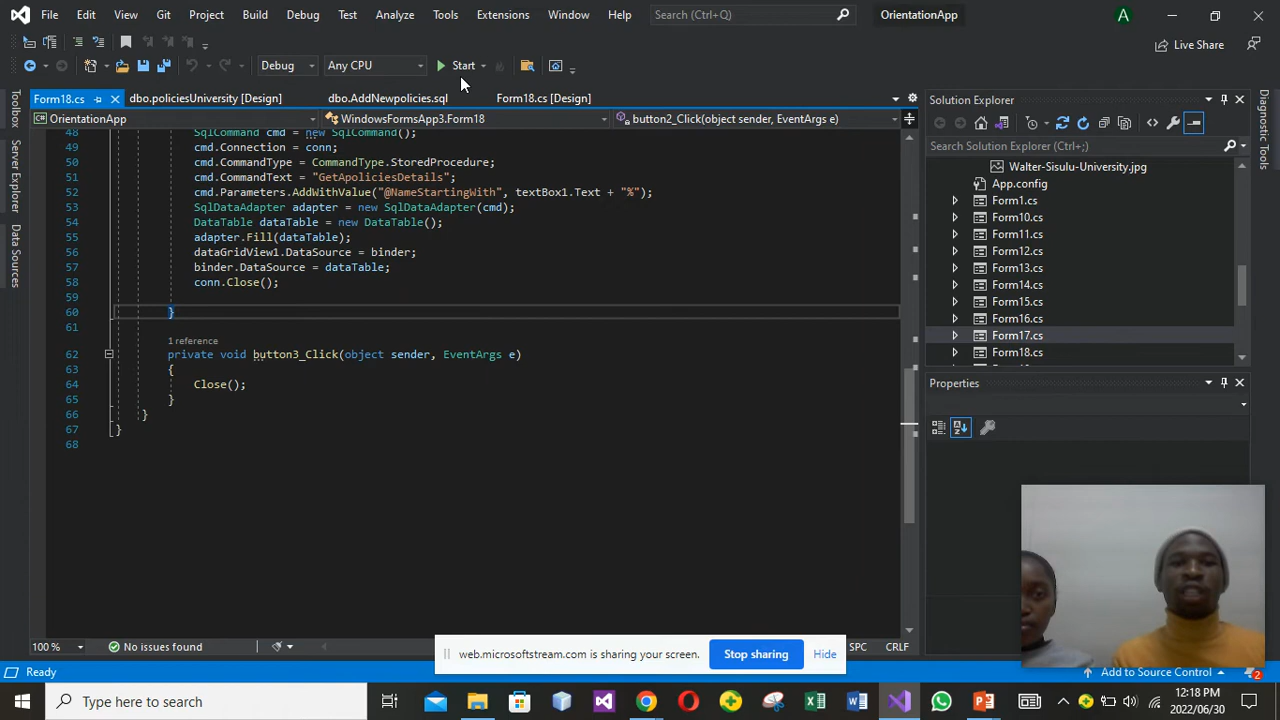 File Edit View Git Project Build Debug Test Analyze Tools Extensions Window Help Search (Ctrl+Q) OrientationApp A
Live Share
Debug Any CPU Start
Form18.cs dbo.policiesUniversity [Design] dbo.AddNewpolicies.sql Form18.cs [Design]
OrientationApp WindowsFormsApp3.Form18 button2_Click(object sender, EventArgs e)
48 SqlCommand cmd = new SqlCommand();
49 cmd.Connection = conn;
50 cmd.CommandType = CommandType.StoredProcedure;
51 cmd.CommandText = "GetApoliciesDetails";
52 cmd.Parameters.AddWithValue("@NameStartingWith", textBox1.Text + "%");
53 SqlDataAdapter adapter = new SqlDataAdapter(cmd);
54 DataTable dataTable = new DataTable();
55 adapter.Fill(dataTable);
56 dataGridView1.DataSource = binder;
57 binder.DataSource = dataTable;
58 conn.Close();
59
60 }
61
1 reference
62 private void button3_Click(object sender, EventArgs e)
63 {
64 Close();
65 }
66 }
67 }
68
100 % No issues found SPC CRLF
Toolbox
Server Explorer
Data Sources
Solution Explorer
Search Solution Explorer (Ctrl+;)
Walter-Sisulu-University.jpg
App.config
Form1.cs
Form10.cs
Form11.cs
Form12.cs
Form13.cs
Form14.cs
Form15.cs
Form16.cs
Form17.cs
Form18.cs
Properties
Diagnostic Tools
web.microsoftstream.com is sharing your screen. Stop sharing Hide
Ready Add to Source Control 2
Type here to search
12:18 PM
2022/06/30